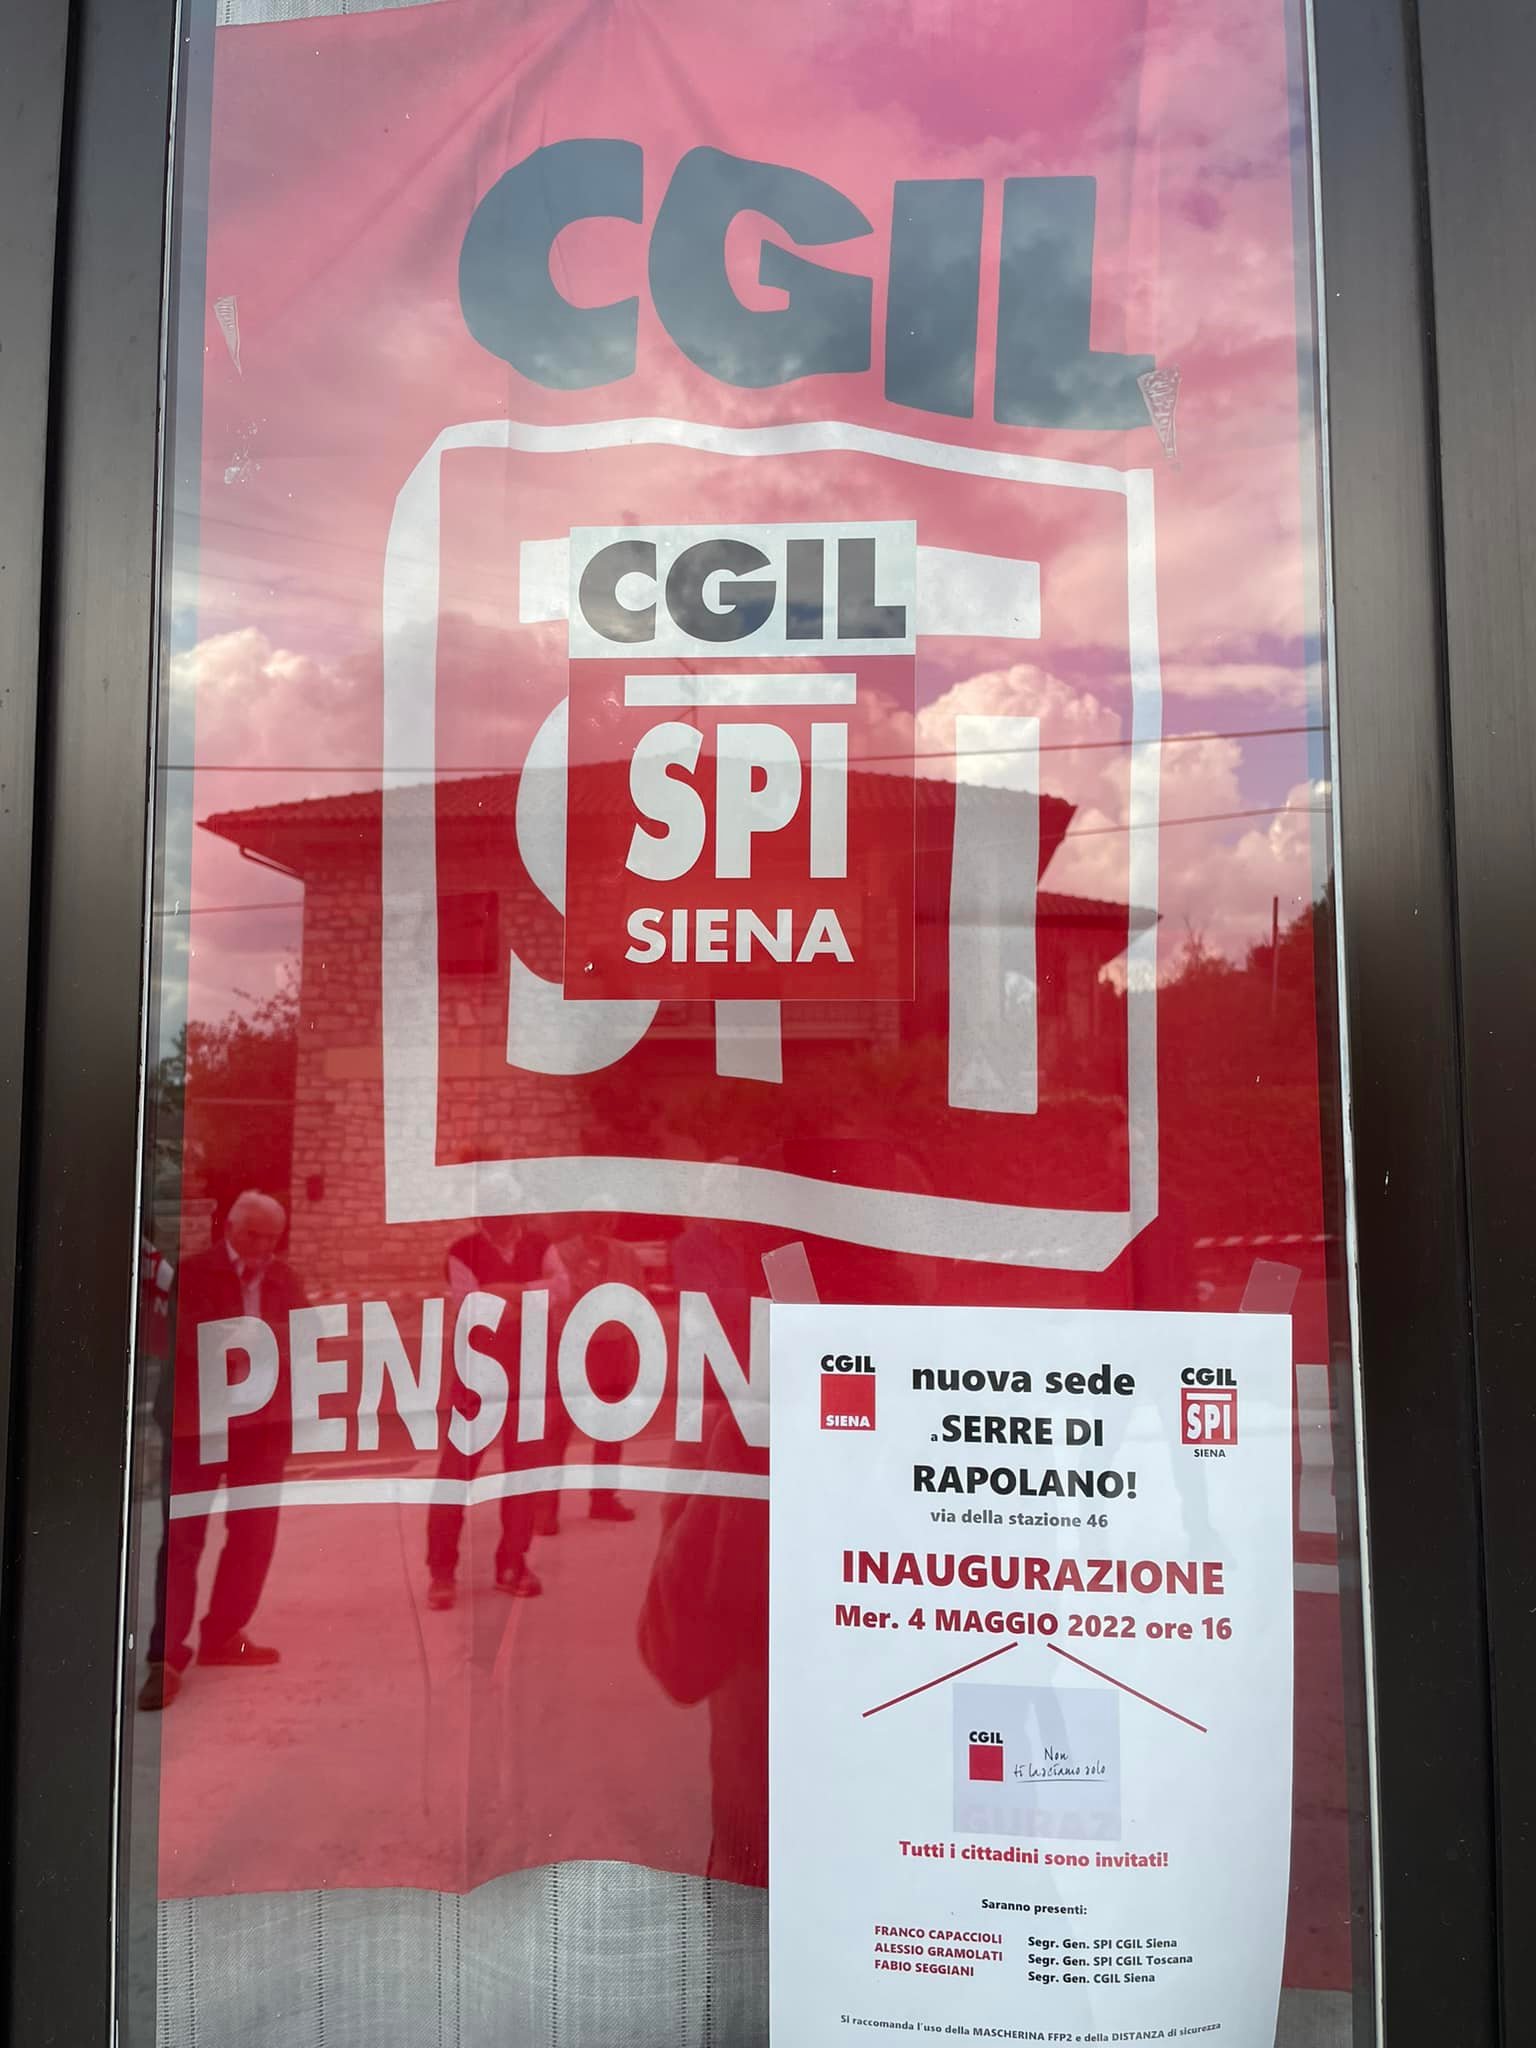 CGIL
SPI
CGIL
SPI
SIENA
PENSION
CGIL
SIENA
nuova sede
a SERRE DI
RAPOLANO!
via della stazione 46
CGIL
SPI
SIENA
INAUGURAZIONE
Mer. 4 MAGGIO 2022 ore 16
CGIL
Non
ti lasciamo solo
Tutti i cittadini sono invitati!
Saranno presenti:
FRANCO CAPACCIOLI Segr. Gen. SPI CGIL Siena
ALESSIO GRAMOLATI Segr. Gen. SPI CGIL Toscana
FABIO SEGGIANI Segr. Gen. CGIL Siena
Si raccomanda l'uso della MASCHERINA FFP2 e della DISTANZA di sicurezza